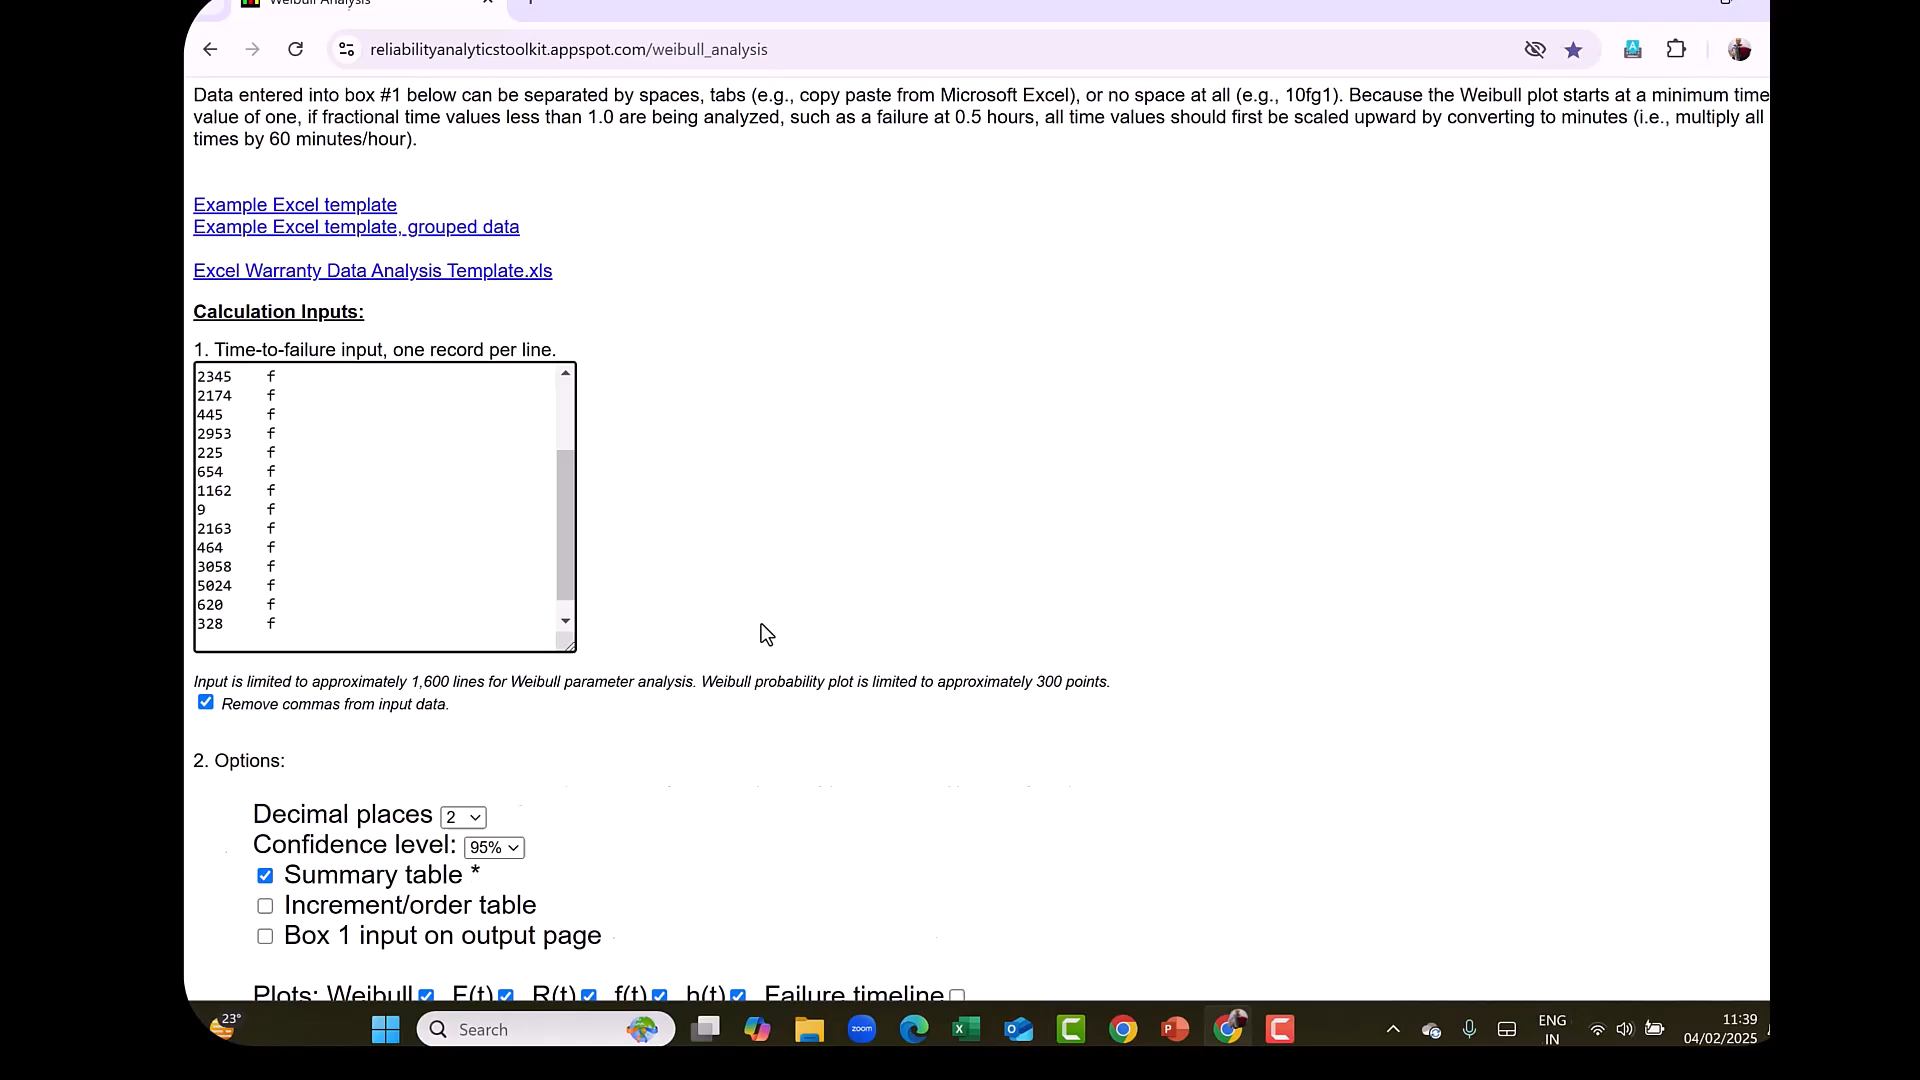 Weibull Analysis
reliabilityanalyticstoolkit.appspot.com/weibull_analysis
Data entered into box #1 below can be separated by spaces, tabs (e.g., copy paste from Microsoft Excel), or no space at all (e.g., 10fg1). Because the Weibull plot starts at a minimum time
value of one, if fractional time values less than 1.0 are being analyzed, such as a failure at 0.5 hours, all time values should first be scaled upward by converting to minutes (i.e., multiply all
times by 60 minutes/hour).
Example Excel template
Example Excel template, grouped data
Excel Warranty Data Analysis Template.xls
Calculation Inputs:
1. Time-to-failure input, one record per line.
2345 f
2174 f
445 f
2953 f
225 f
654 f
1162 f
9 f
2163 f
464 f
3058 f
5024 f
620 f
328 f
Input is limited to approximately 1,600 lines for Weibull parameter analysis. Weibull probability plot is limited to approximately 300 points.
Remove commas from input data.
2. Options:
Decimal places 2
Confidence level: 95%
Summary table *
Increment/order table
Box 1 input on output page
Plots: Weibull F(t) R(t) f(t) h(t) Failure timeline
23°
Search
zoom
ENG
IN
11:39
04/02/2025